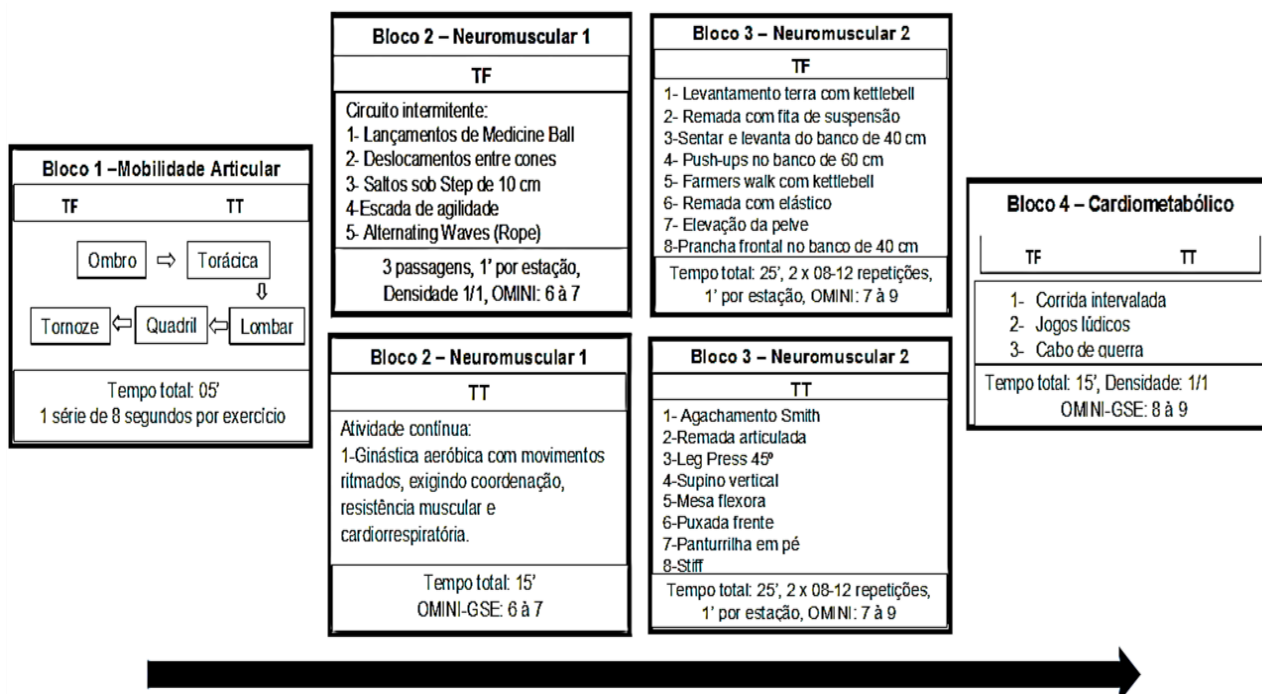 Bloco 1 –Mobilidade Articular
TF TT
Ombro Torácica
Tornoze Quadril Lombar
Tempo total: 05'
1 série de 8 segundos por exercício
Bloco 2 – Neuromuscular 1
TF
Circuito intermitente:
1- Lançamentos de Medicine Ball
2- Deslocamentos entre cones
3- Saltos sob Step de 10 cm
4-Escada de agilidade
5- Alternating Waves (Rope)
3 passagens, 1' por estação,
Densidade 1/1, OMINI: 6 à 7
Bloco 2 – Neuromuscular 1
TT
Atividade contínua:
1-Ginástica aeróbica com movimentos
ritmados, exigindo coordenação,
resistência muscular e
cardiorrespiratória.
Tempo total: 15'
OMINI-GSE: 6 à 7
Bloco 3 – Neuromuscular 2
TF
1- Levantamento terra com kettlebell
2- Remada com fita de suspensão
3-Sentar e levanta do banco de 40 cm
4- Push-ups no banco de 60 cm
5- Farmers walk com kettlebell
6- Remada com elástico
7- Elevação da pelve
8-Prancha frontal no banco de 40 cm
Tempo total: 25', 2 x 08-12 repetições,
1' por estação, OMINI: 7 à 9
Bloco 3 – Neuromuscular 2
TT
1- Agachamento Smith
2-Remada articulada
3-Leg Press 45º
4-Supino vertical
5-Mesa flexora
6-Puxada frente
7-Panturrilha em pé
8-Stiff
Tempo total: 25', 2 x 08-12 repetições,
1' por estação, OMINI: 7 à 9
Bloco 4 – Cardiometabólico
TF TT
1- Corrida intervalada
2- Jogos lúdicos
3- Cabo de guerra
Tempo total: 15', Densidade: 1/1
OMINI-GSE: 8 à 9